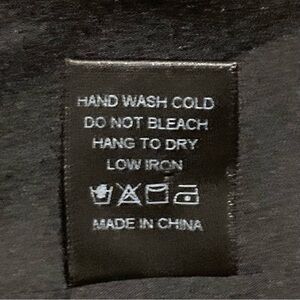 HAND WASH COLD
DO NOT BLEACH
HANG TO DRY
LOW IRON
MADE IN CHINA